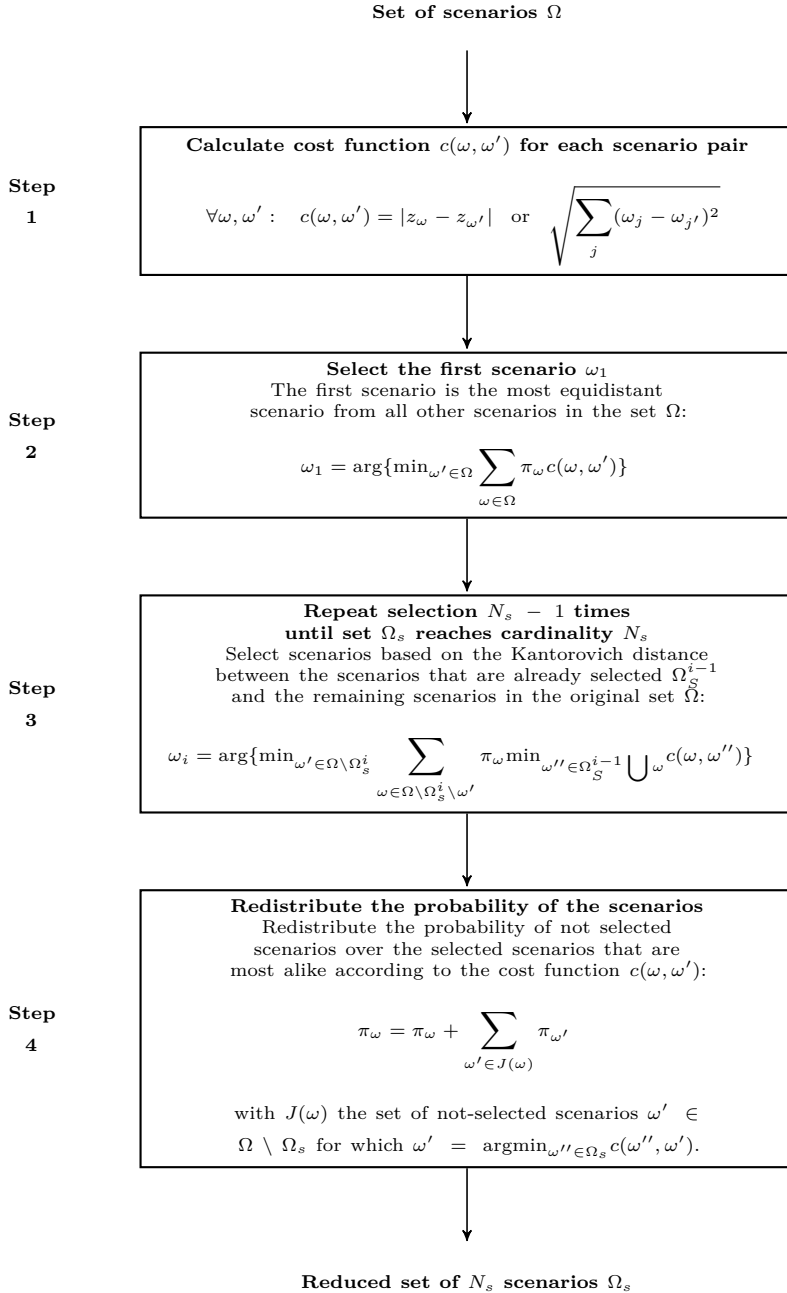 Set of scenarios Ω
Calculate cost function c(ω, ω′) for each scenario pair
Step
1
∀ω, ω′ : c(ω, ω′) = |z_ω − z_ω′| or √∑_j (ω_j − ω_j′)²
Select the first scenario ω₁
The first scenario is the most equidistant
scenario from all other scenarios in the set Ω:
Step
2
ω₁ = arg{min_{ω′∈Ω} ∑_{ω∈Ω} π_ω c(ω, ω′)}
Repeat selection N_s − 1 times
until set Ω_s reaches cardinality N_s
Select scenarios based on the Kantorovich distance
between the scenarios that are already selected Ω_S^{i−1}
and the remaining scenarios in the original set Ω:
Step
3
ω_i = arg{min_{ω′∈Ω\Ω_s^i} ∑_{ω∈Ω\Ω_s^i\ω′} π_ω min_{ω′′∈Ω_S^{i−1} ⋃ ω} c(ω, ω′′)}
Redistribute the probability of the scenarios
Redistribute the probability of not selected
scenarios over the selected scenarios that are
most alike according to the cost function c(ω, ω′):
Step
4
π_ω = π_ω + ∑_{ω′∈J(ω)} π_ω′
with J(ω) the set of not-selected scenarios ω′ ∈
Ω \ Ω_s for which ω′ = argmin_{ω′′∈Ω_s} c(ω′′, ω′).
Reduced set of N_s scenarios Ω_s